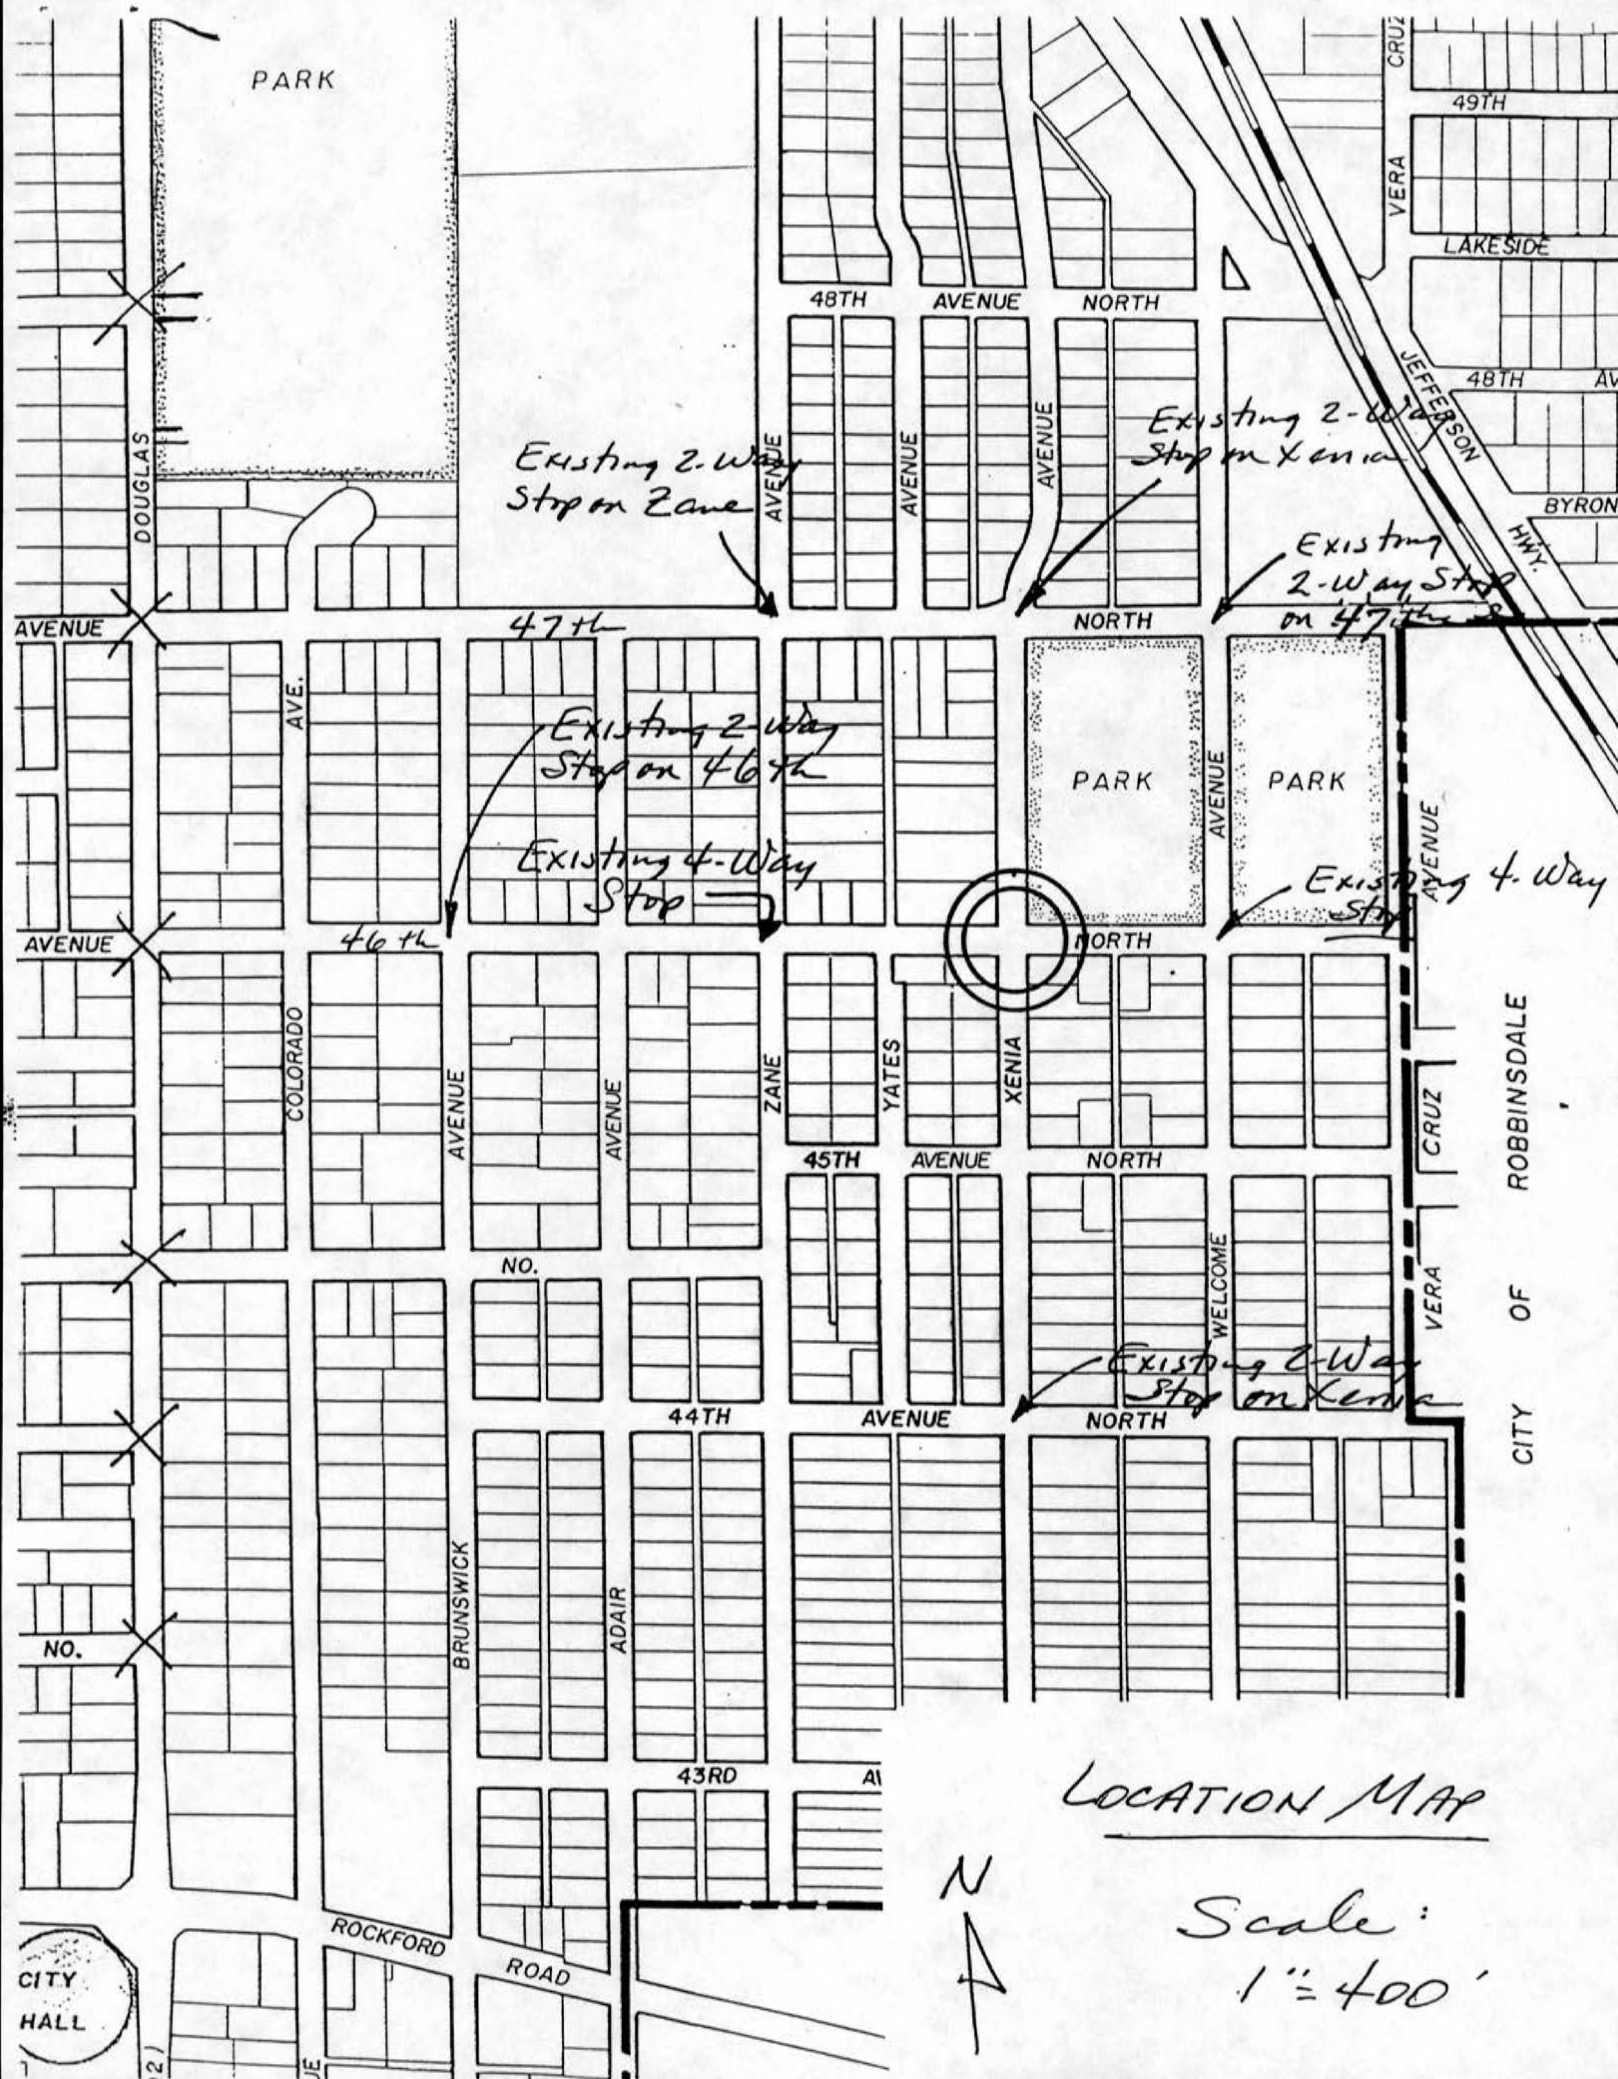 PARK
CRUZ
49TH
VERA
LAKESIDE
48TH AVENUE NORTH
JEFFERSON
48TH AV
Existing 2-Way
Stop on Xenia
AVENUE
AVENUE
AVENUE
Existing 2-Way
Stop on Zane
DOUGLAS
BYRON
HWY.
Existing
2-Way Stop
on 47th
AVENUE
47th
NORTH
AVE.
Existing 2-Way
Stop on 46th
PARK
AVENUE
PARK
AVENUE
Existing 4-Way
Stop
Existing 4-Way
Stop
AVENUE
46th
NORTH
COLORADO
AVENUE
AVENUE
ZANE
YATES
XENIA
CRUZ
CITY OF ROBBINSDALE
45TH AVENUE NORTH
NO.
WELCOME
VERA
Existing 2-Way
Stop on Xenia
44TH AVENUE NORTH
BRUNSWICK
ADAIR
NO.
43RD
AV
LOCATION MAP
N
Scale:
1" = 400'
ROCKFORD ROAD
CITY
HALL
02)
UE